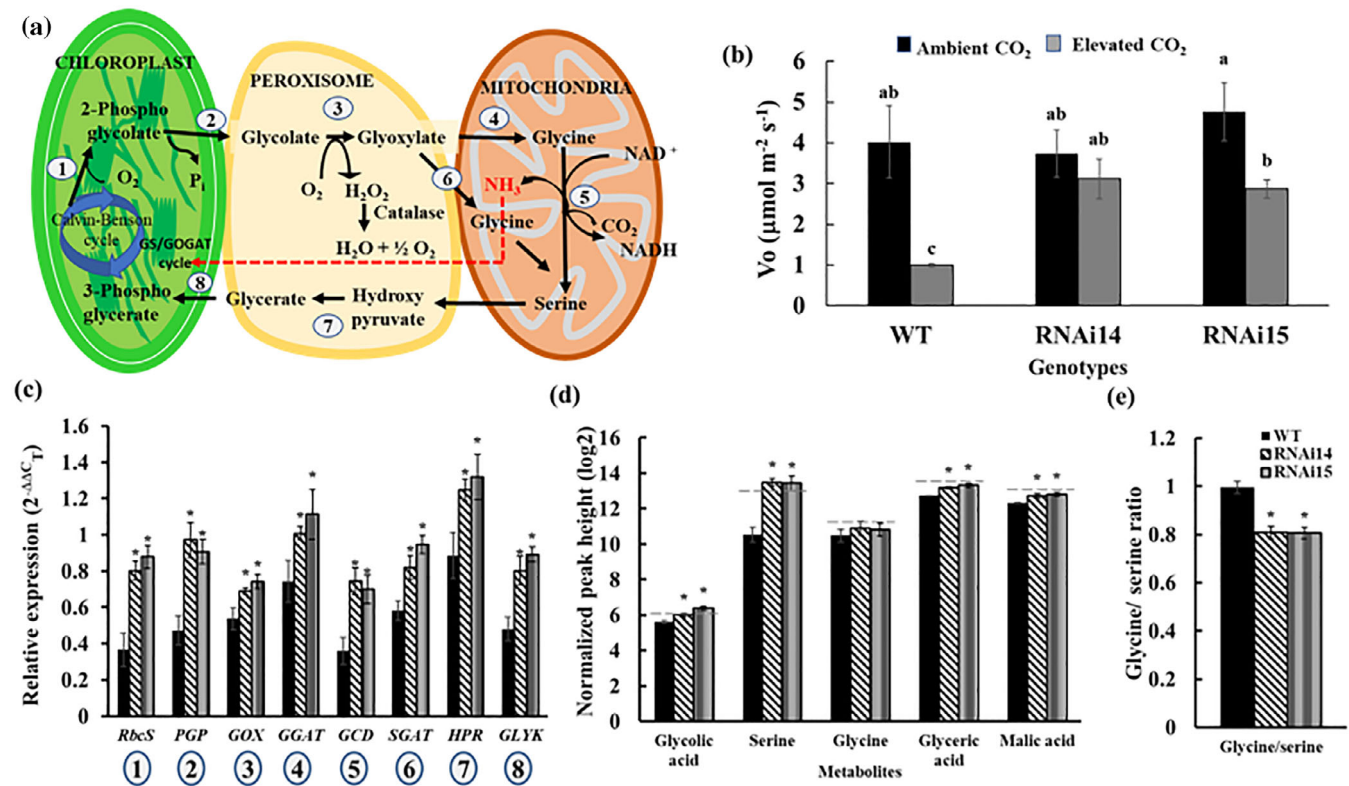 (a)
CHLOROPLAST
2-Phospho
glycolate
2
1
O2
Pi
Calvin-Benson
cycle
GS/GOGAT
cycle
8
3-Phospho
glycerate
PEROXISOME
3
Glycolate
Glyoxylate
O2
H2O2
Catalase
H2O + ½ O2
6
Glycerate
Hydroxy
pyruvate
7
MITOCHONDRIA
4
Glycine
NAD+
NH3
5
Glycine
CO2
NADH
Serine
(b)
Ambient CO2
Elevated CO2
Vo (µmol m-2 s-1)
6
5
4
3
2
1
0
ab
c
ab
ab
a
b
WT
RNAi14
RNAi15
Genotypes
(c)
Relative expression (2-ΔΔCT)
1.6
1.4
1.2
1
0.8
0.6
0.4
0.2
0
* * * * * * * * * * * * * * * *
RbcS PGP GOX GGAT GCD SGAT HPR GLYK
1 2 3 4 5 6 7 8
(d)
Normalized peak height (log2)
16
14
12
10
8
6
4
2
0
* * * * * * * *
Glycolic
acid
Serine
Glycine
Glyceric
acid
Malic acid
Metabolites
(e)
WT
RNAi14
RNAi15
Glycine/ serine ratio
1.2
1
0.8
0.6
0.4
0.2
0
* *
Glycine/serine